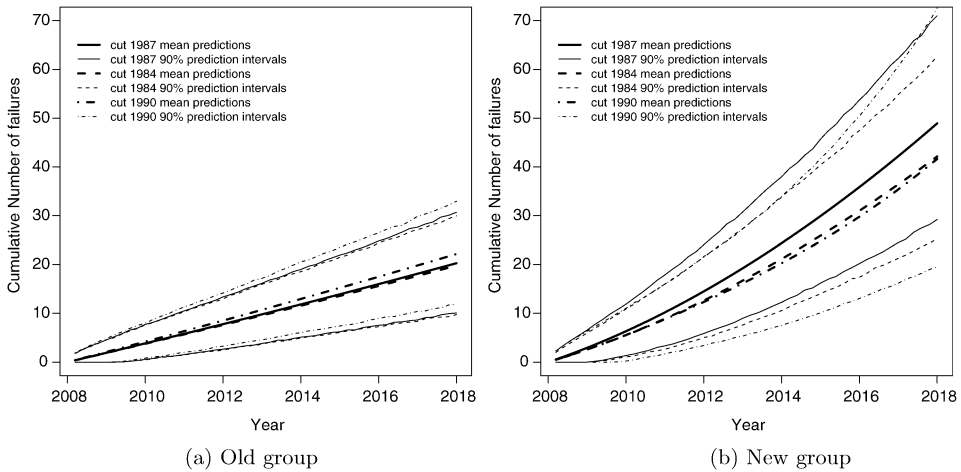 70
60
50
40
30
20
10
0
Cumulative Number of failures
cut 1987 mean predictions
cut 1987 90% prediction intervals
cut 1984 mean predictions
cut 1984 90% prediction intervals
cut 1990 mean predictions
cut 1990 90% prediction intervals
2008 2010 2012 2014 2016 2018
Year
(a) Old group
70
60
50
40
30
20
10
0
Cumulative Number of failures
cut 1987 mean predictions
cut 1987 90% prediction intervals
cut 1984 mean predictions
cut 1984 90% prediction intervals
cut 1990 mean predictions
cut 1990 90% prediction intervals
2008 2010 2012 2014 2016 2018
Year
(b) New group